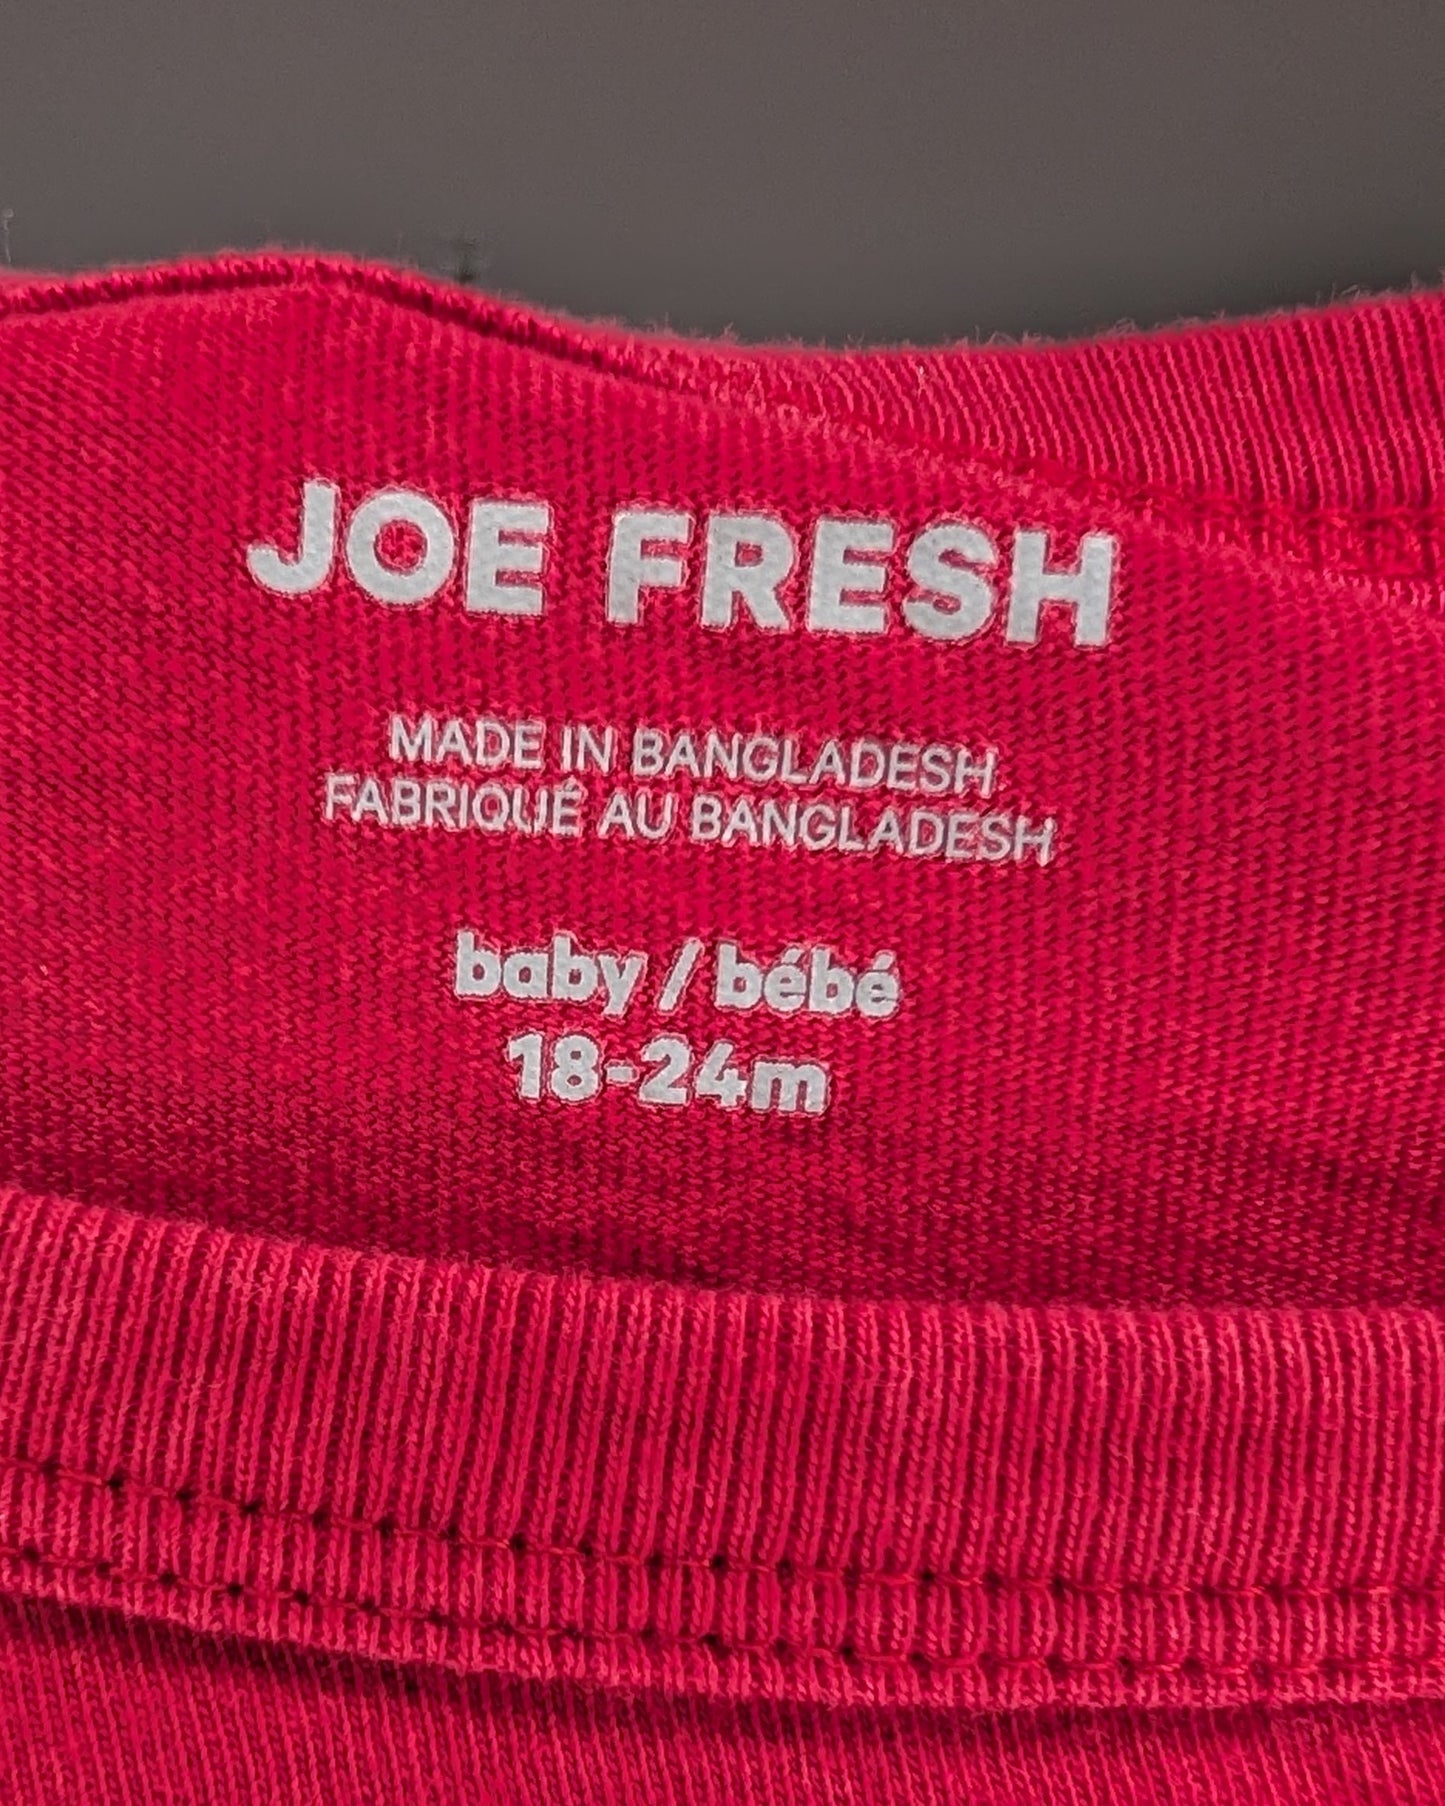 JOE FRESH
MADE IN BANGLADESH
FABRIQUÉ AU BANGLADESH
baby / bébé
18-24m